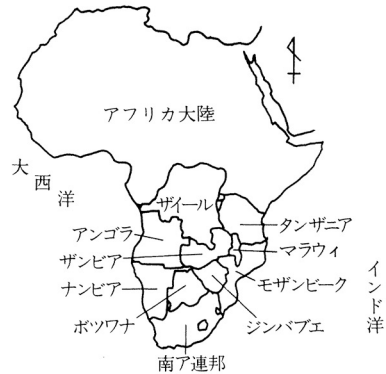 アフリカ大陸
大西洋
ザイール
アンゴラ
タンザニア
ザンビア
マラウィ
ナンビア
モザンビーク
インド洋
ボツワナ
ジンバブエ
南ア連邦